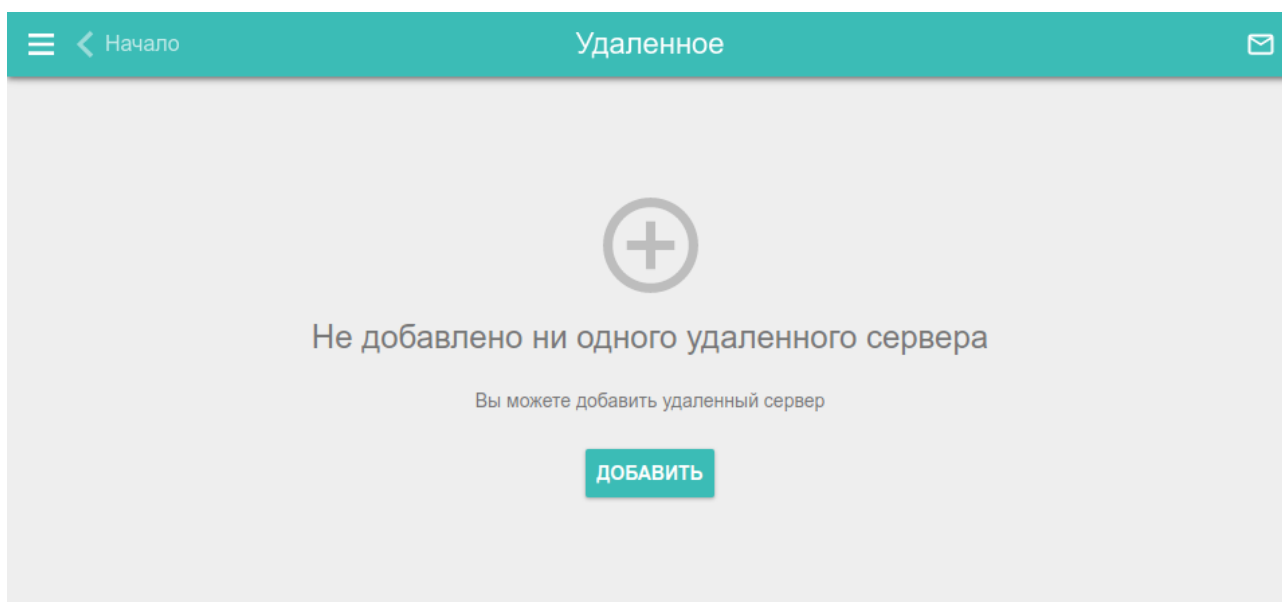 Начало
Удаленное
Не добавлено ни одного удаленного сервера
Вы можете добавить удаленный сервер
ДОБАВИТЬ